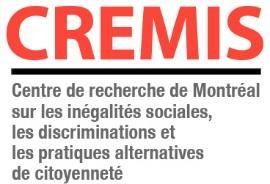 CREMIS
Centre de recherche de Montréal
sur les inégalités sociales,
les discriminations et
les pratiques alternatives
de citoyenneté